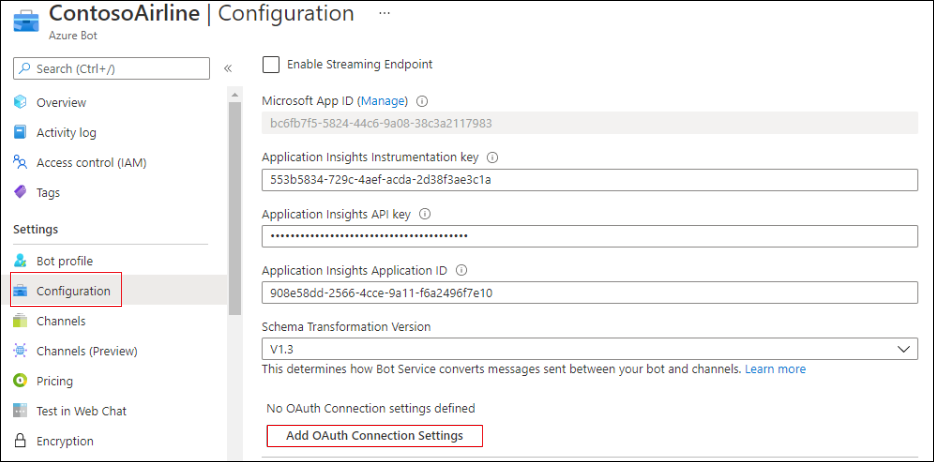 ContosoAirline | Configuration ...
Azure Bot
Search (Ctrl+/)
«
Overview
Activity log
Access control (IAM)
Tags
Settings
Bot profile
Configuration
Channels
Channels (Preview)
Pricing
Test in Web Chat
Encryption
Enable Streaming Endpoint
Microsoft App ID (Manage)
bc6fb7f5-5824-44c6-9a08-38c3a2117983
Application Insights Instrumentation key
553b5834-729c-4aef-acda-2d38f3ae3c1a
Application Insights API key
••••••••••••••••••••••••••••••••••••••••
Application Insights Application ID
908e58dd-2566-4cce-9a11-f6a2496f7e10
Schema Transformation Version
V1.3
This determines how Bot Service converts messages sent between your bot and channels. Learn more
No OAuth Connection settings defined
Add OAuth Connection Settings